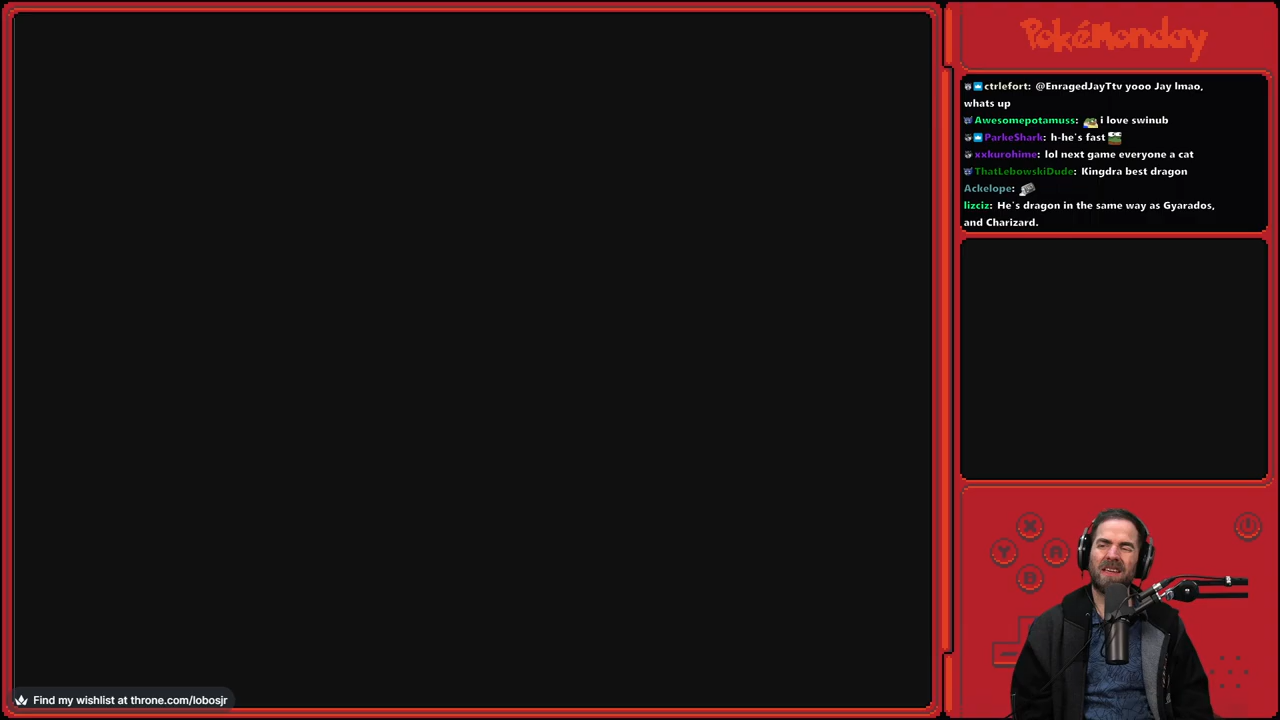 PokéMonday
ctrlefort: @EnragedJayTtv yooo Jay lmao,
whats up
Awesomepotamuss: i love swinub
ParkeShark: h-he's fast
xxkurohime: lol next game everyone a cat
ThatLebowskiDude: Kingdra best dragon
Ackelope:
lizciz: He's dragon in the same way as Gyarados,
and Charizard.
X
Y A
B
Find my wishlist at throne.com/lobosjr